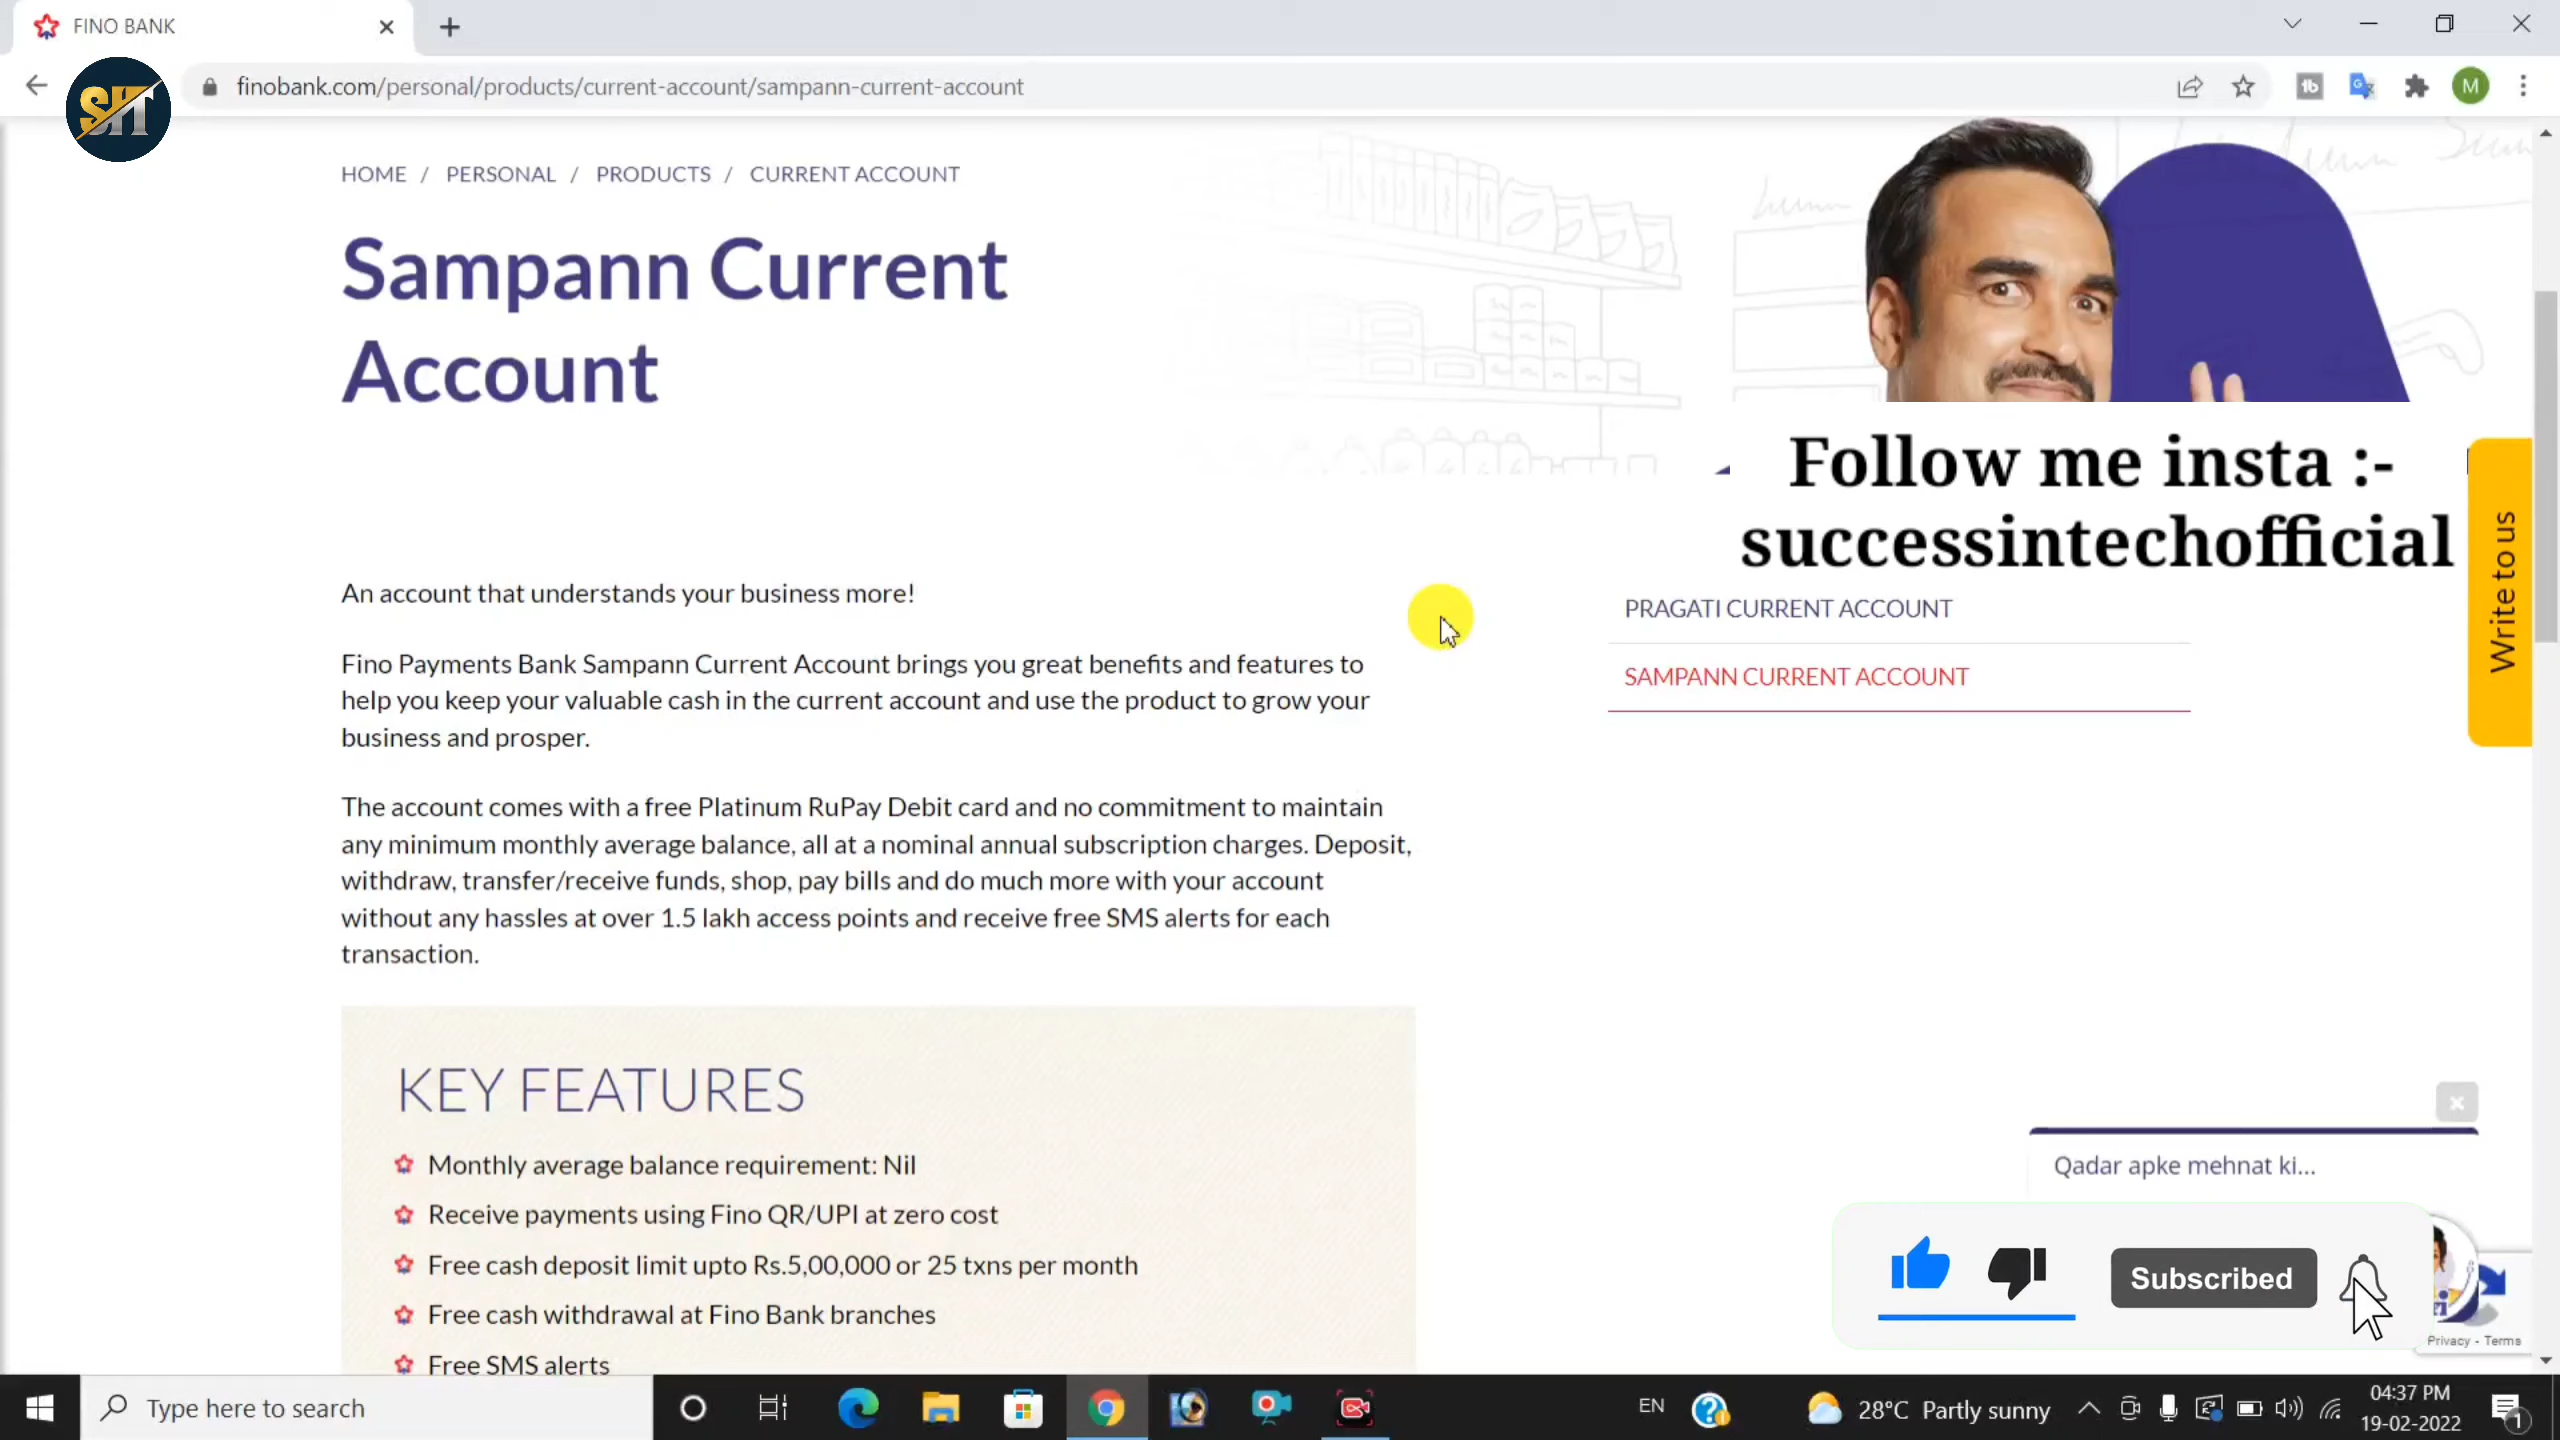 FINO BANK
SHT
finobank.com/personal/products/current-account/sampann-current-account
M
HOME / PERSONAL / PRODUCTS / CURRENT ACCOUNT
Sampann Current
Account
Follow me insta :-
successintechofficial
Write to us
An account that understands your business more!
PRAGATI CURRENT ACCOUNT
SAMPANN CURRENT ACCOUNT
Fino Payments Bank Sampann Current Account brings you great benefits and features to
help you keep your valuable cash in the current account and use the product to grow your
business and prosper.
The account comes with a free Platinum RuPay Debit card and no commitment to maintain
any minimum monthly average balance, all at a nominal annual subscription charges. Deposit,
withdraw, transfer/receive funds, shop, pay bills and do much more with your account
without any hassles at over 1.5 lakh access points and receive free SMS alerts for each
transaction.
KEY FEATURES
Monthly average balance requirement: Nil
Receive payments using Fino QR/UPI at zero cost
Free cash deposit limit upto Rs.5,00,000 or 25 txns per month
Free cash withdrawal at Fino Bank branches
Free SMS alerts
Qadar apke mehnat ki...
Subscribed
Privacy - Terms
Type here to search
EN
28°C Partly sunny
04:37 PM
19-02-2022
1